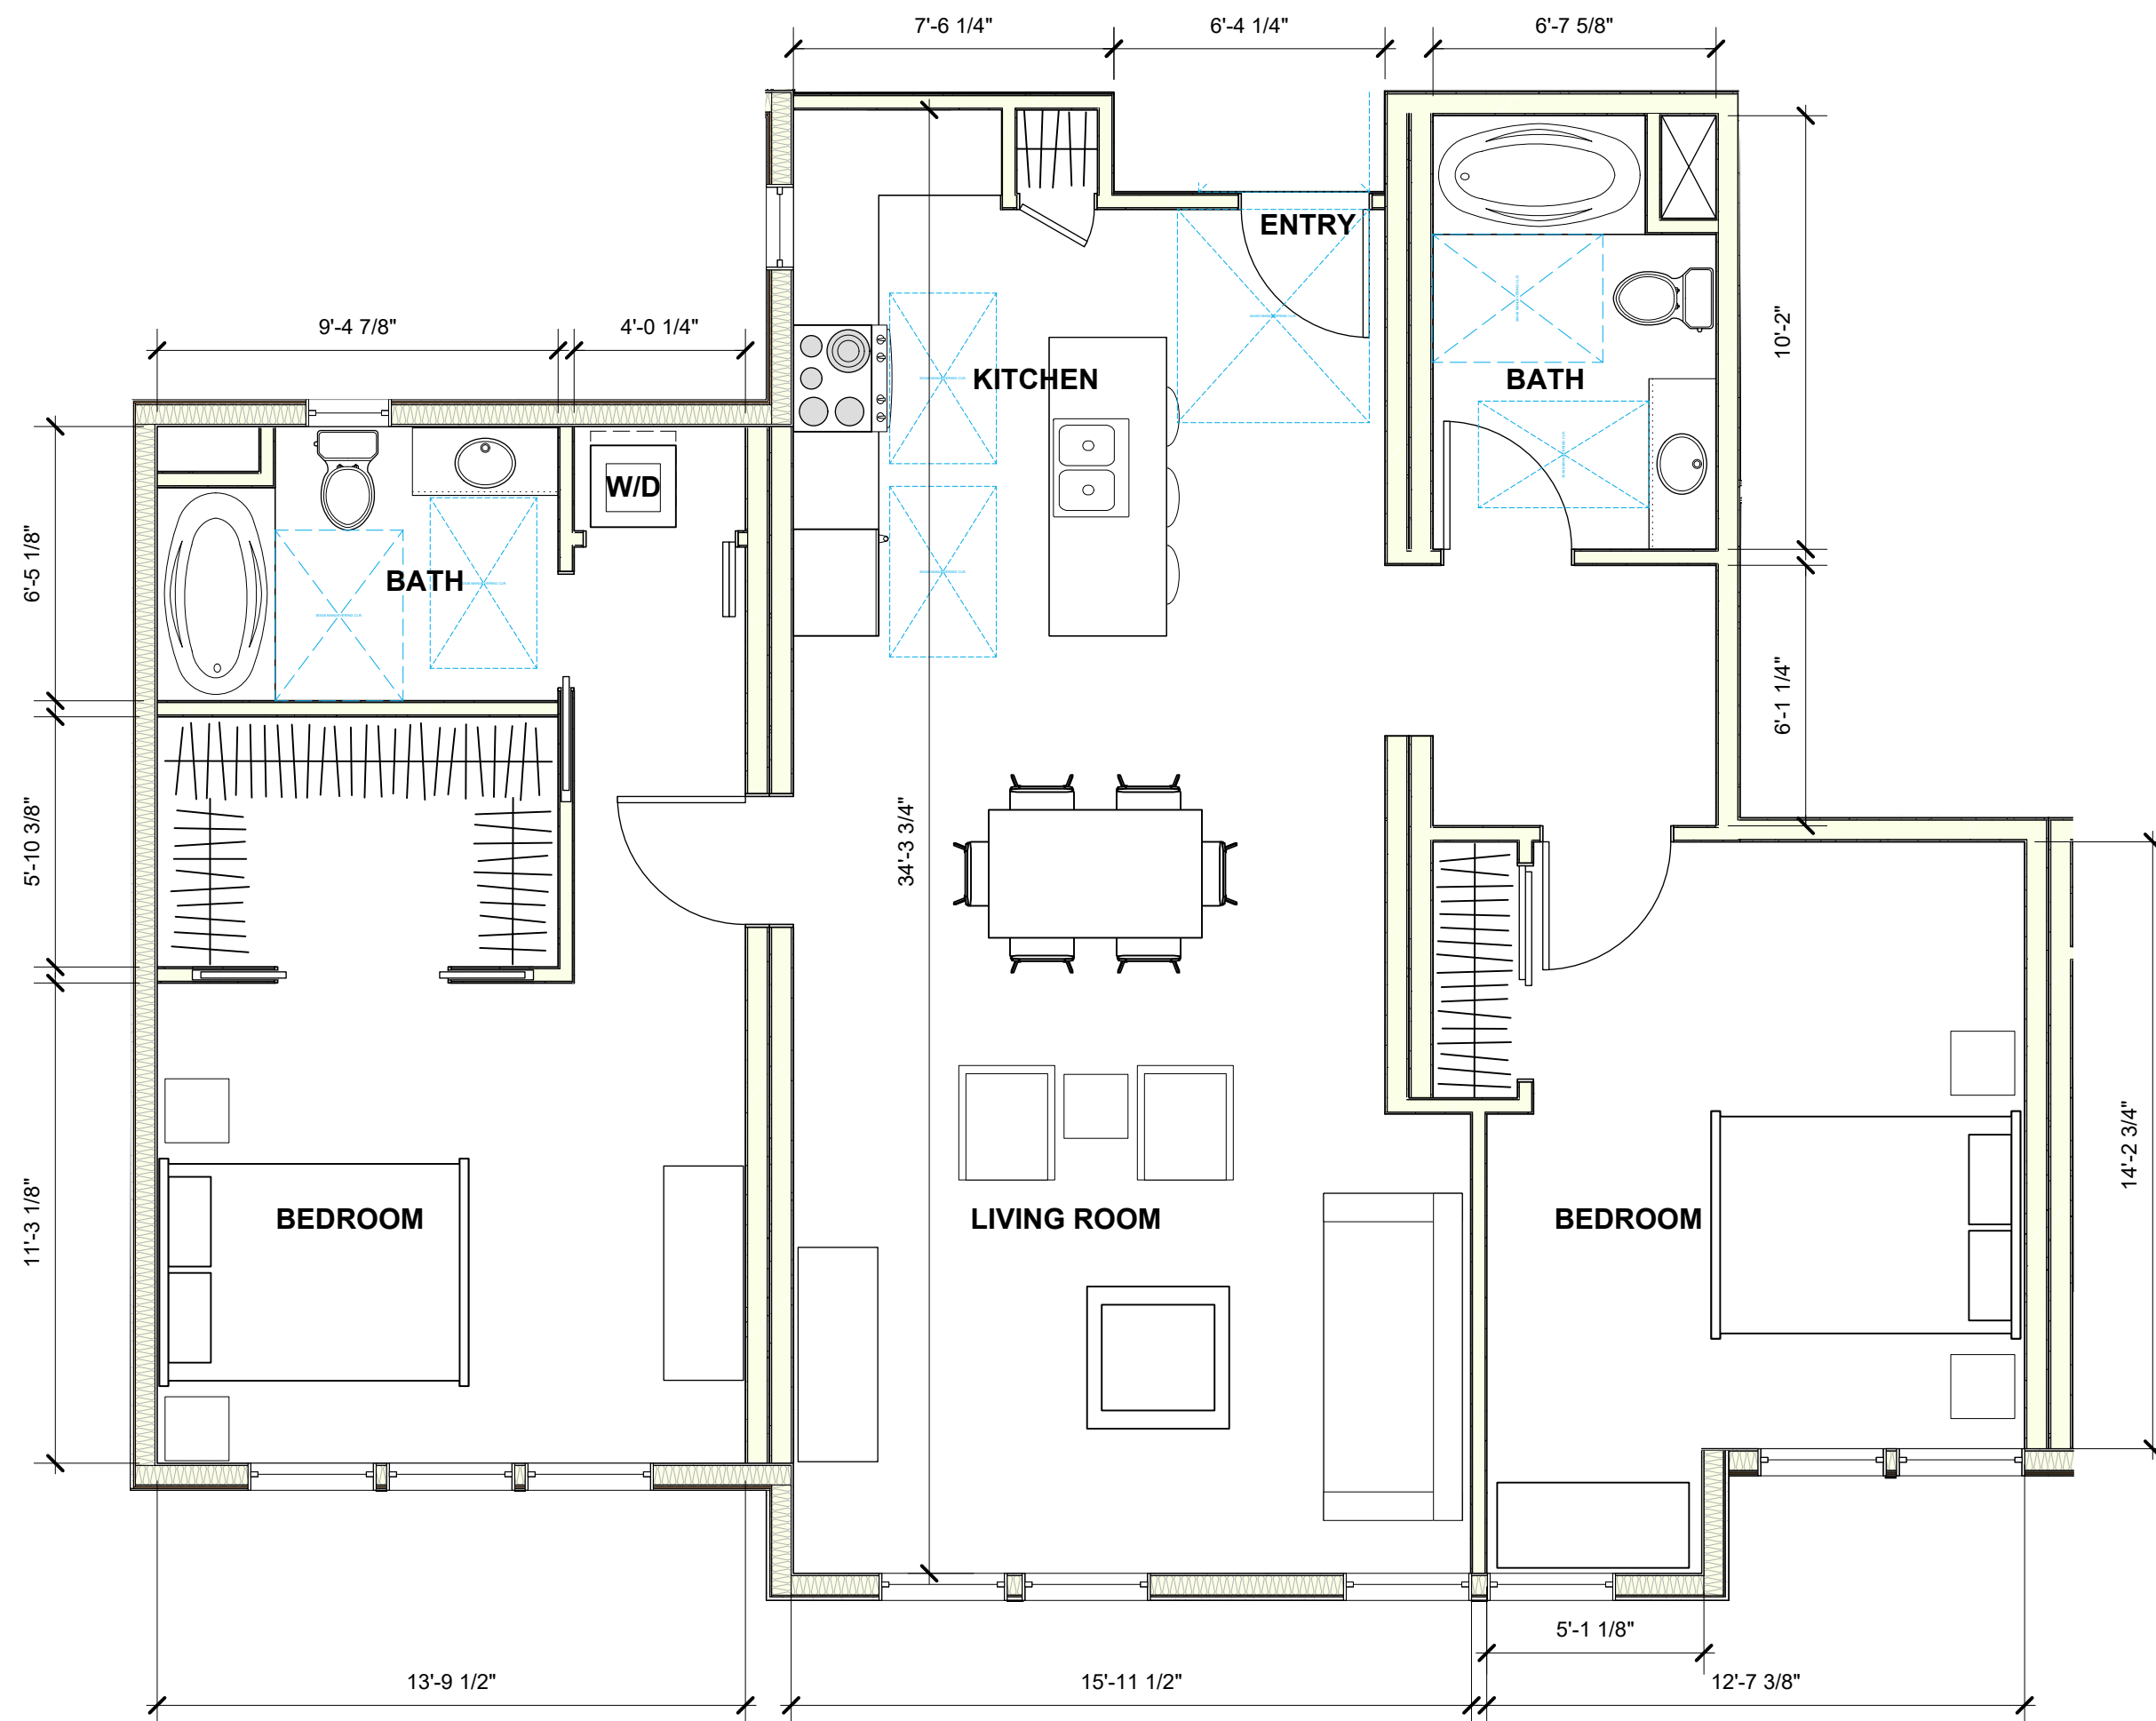 7'-6 1/4"
6'-4 1/4"
6'-7 5/8"
ENTRY
9'-4 7/8"
4'-0 1/4"
10'-2"
KITCHEN
BATH
W/D
6'-5 1/8"
BATH
6'-1 1/4"
5'-10 3/8"
34'-3 3/4"
14'-2 3/4"
11'-3 1/8"
BEDROOM
LIVING ROOM
BEDROOM
5'-1 1/8"
13'-9 1/2"
15'-11 1/2"
12'-7 3/8"